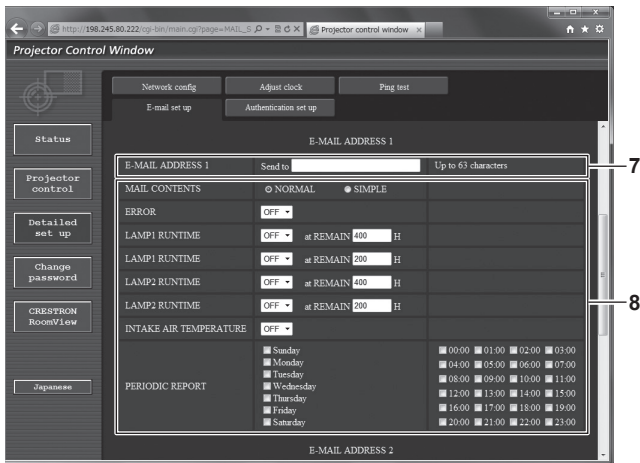 http://198.245.80.222/cgi-bin/main.cgi?page=MAIL_S
Projector control window
Projector Control Window
Network config
Adjust clock
Ping test
E-mail set up
Authentication set up
Status
Projector control
Detailed set up
Change password
CRESTRON RoomView
Japanese
E-MAIL ADDRESS 1
E-MAIL ADDRESS 1 Send to Up to 63 characters
7
MAIL CONTENTS NORMAL SIMPLE
ERROR OFF
LAMP1 RUNTIME OFF at REMAIN 400 H
LAMP1 RUNTIME OFF at REMAIN 200 H
LAMP2 RUNTIME OFF at REMAIN 400 H
LAMP2 RUNTIME OFF at REMAIN 200 H
8
INTAKE AIR TEMPERATURE OFF
PERIODIC REPORT
Sunday
Monday
Tuesday
Wednesday
Thursday
Friday
Saturday
00:00 01:00 02:00 03:00
04:00 05:00 06:00 07:00
08:00 09:00 10:00 11:00
12:00 13:00 14:00 15:00
16:00 17:00 18:00 19:00
20:00 21:00 22:00 23:00
E-MAIL ADDRESS 2